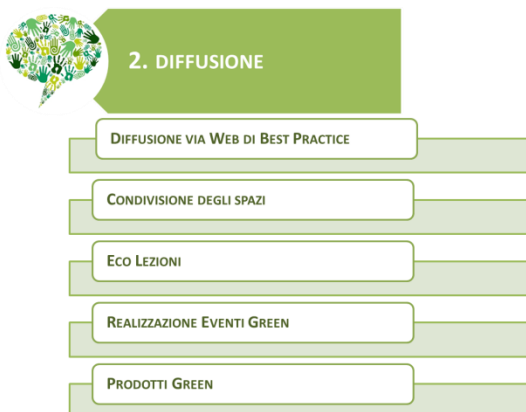 2. DIFFUSIONE
DIFFUSIONE VIA WEB DI BEST PRACTICE
CONDIVISIONE DEGLI SPAZI
ECO LEZIONI
REALIZZAZIONE EVENTI GREEN
PRODOTTI GREEN